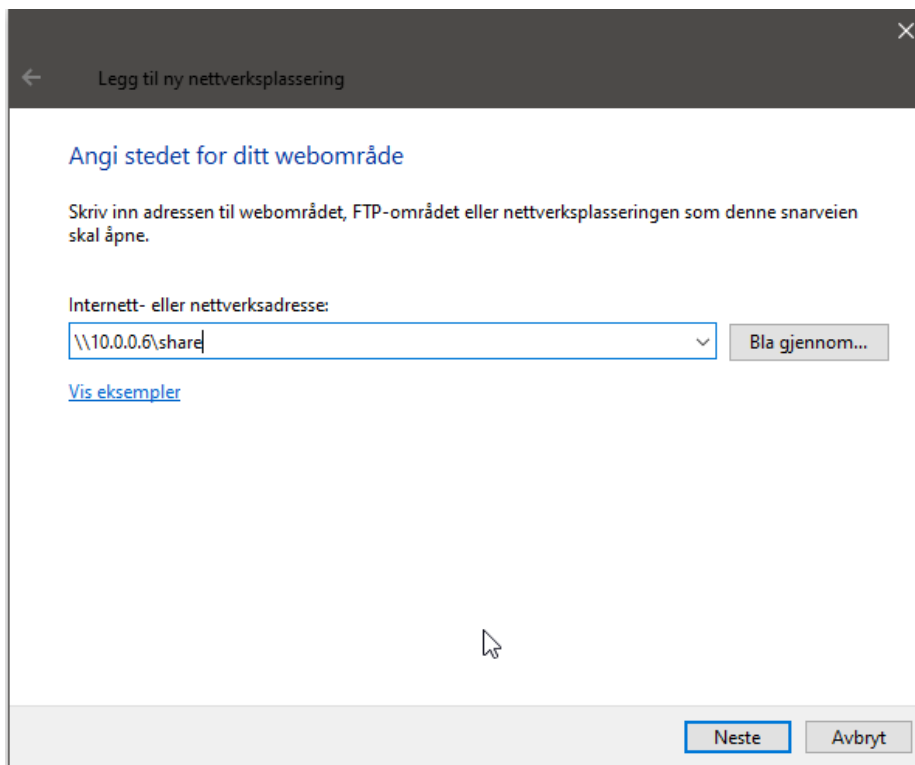 Legg til ny nettverksplassering
Angi stedet for ditt webområde
Skriv inn adressen til webområdet, FTP-området eller nettverksplasseringen som denne snarveien
skal åpne.
Internett- eller nettverksadresse:
\\10.0.0.6\share
Bla gjennom...
Vis eksempler
Neste
Avbryt